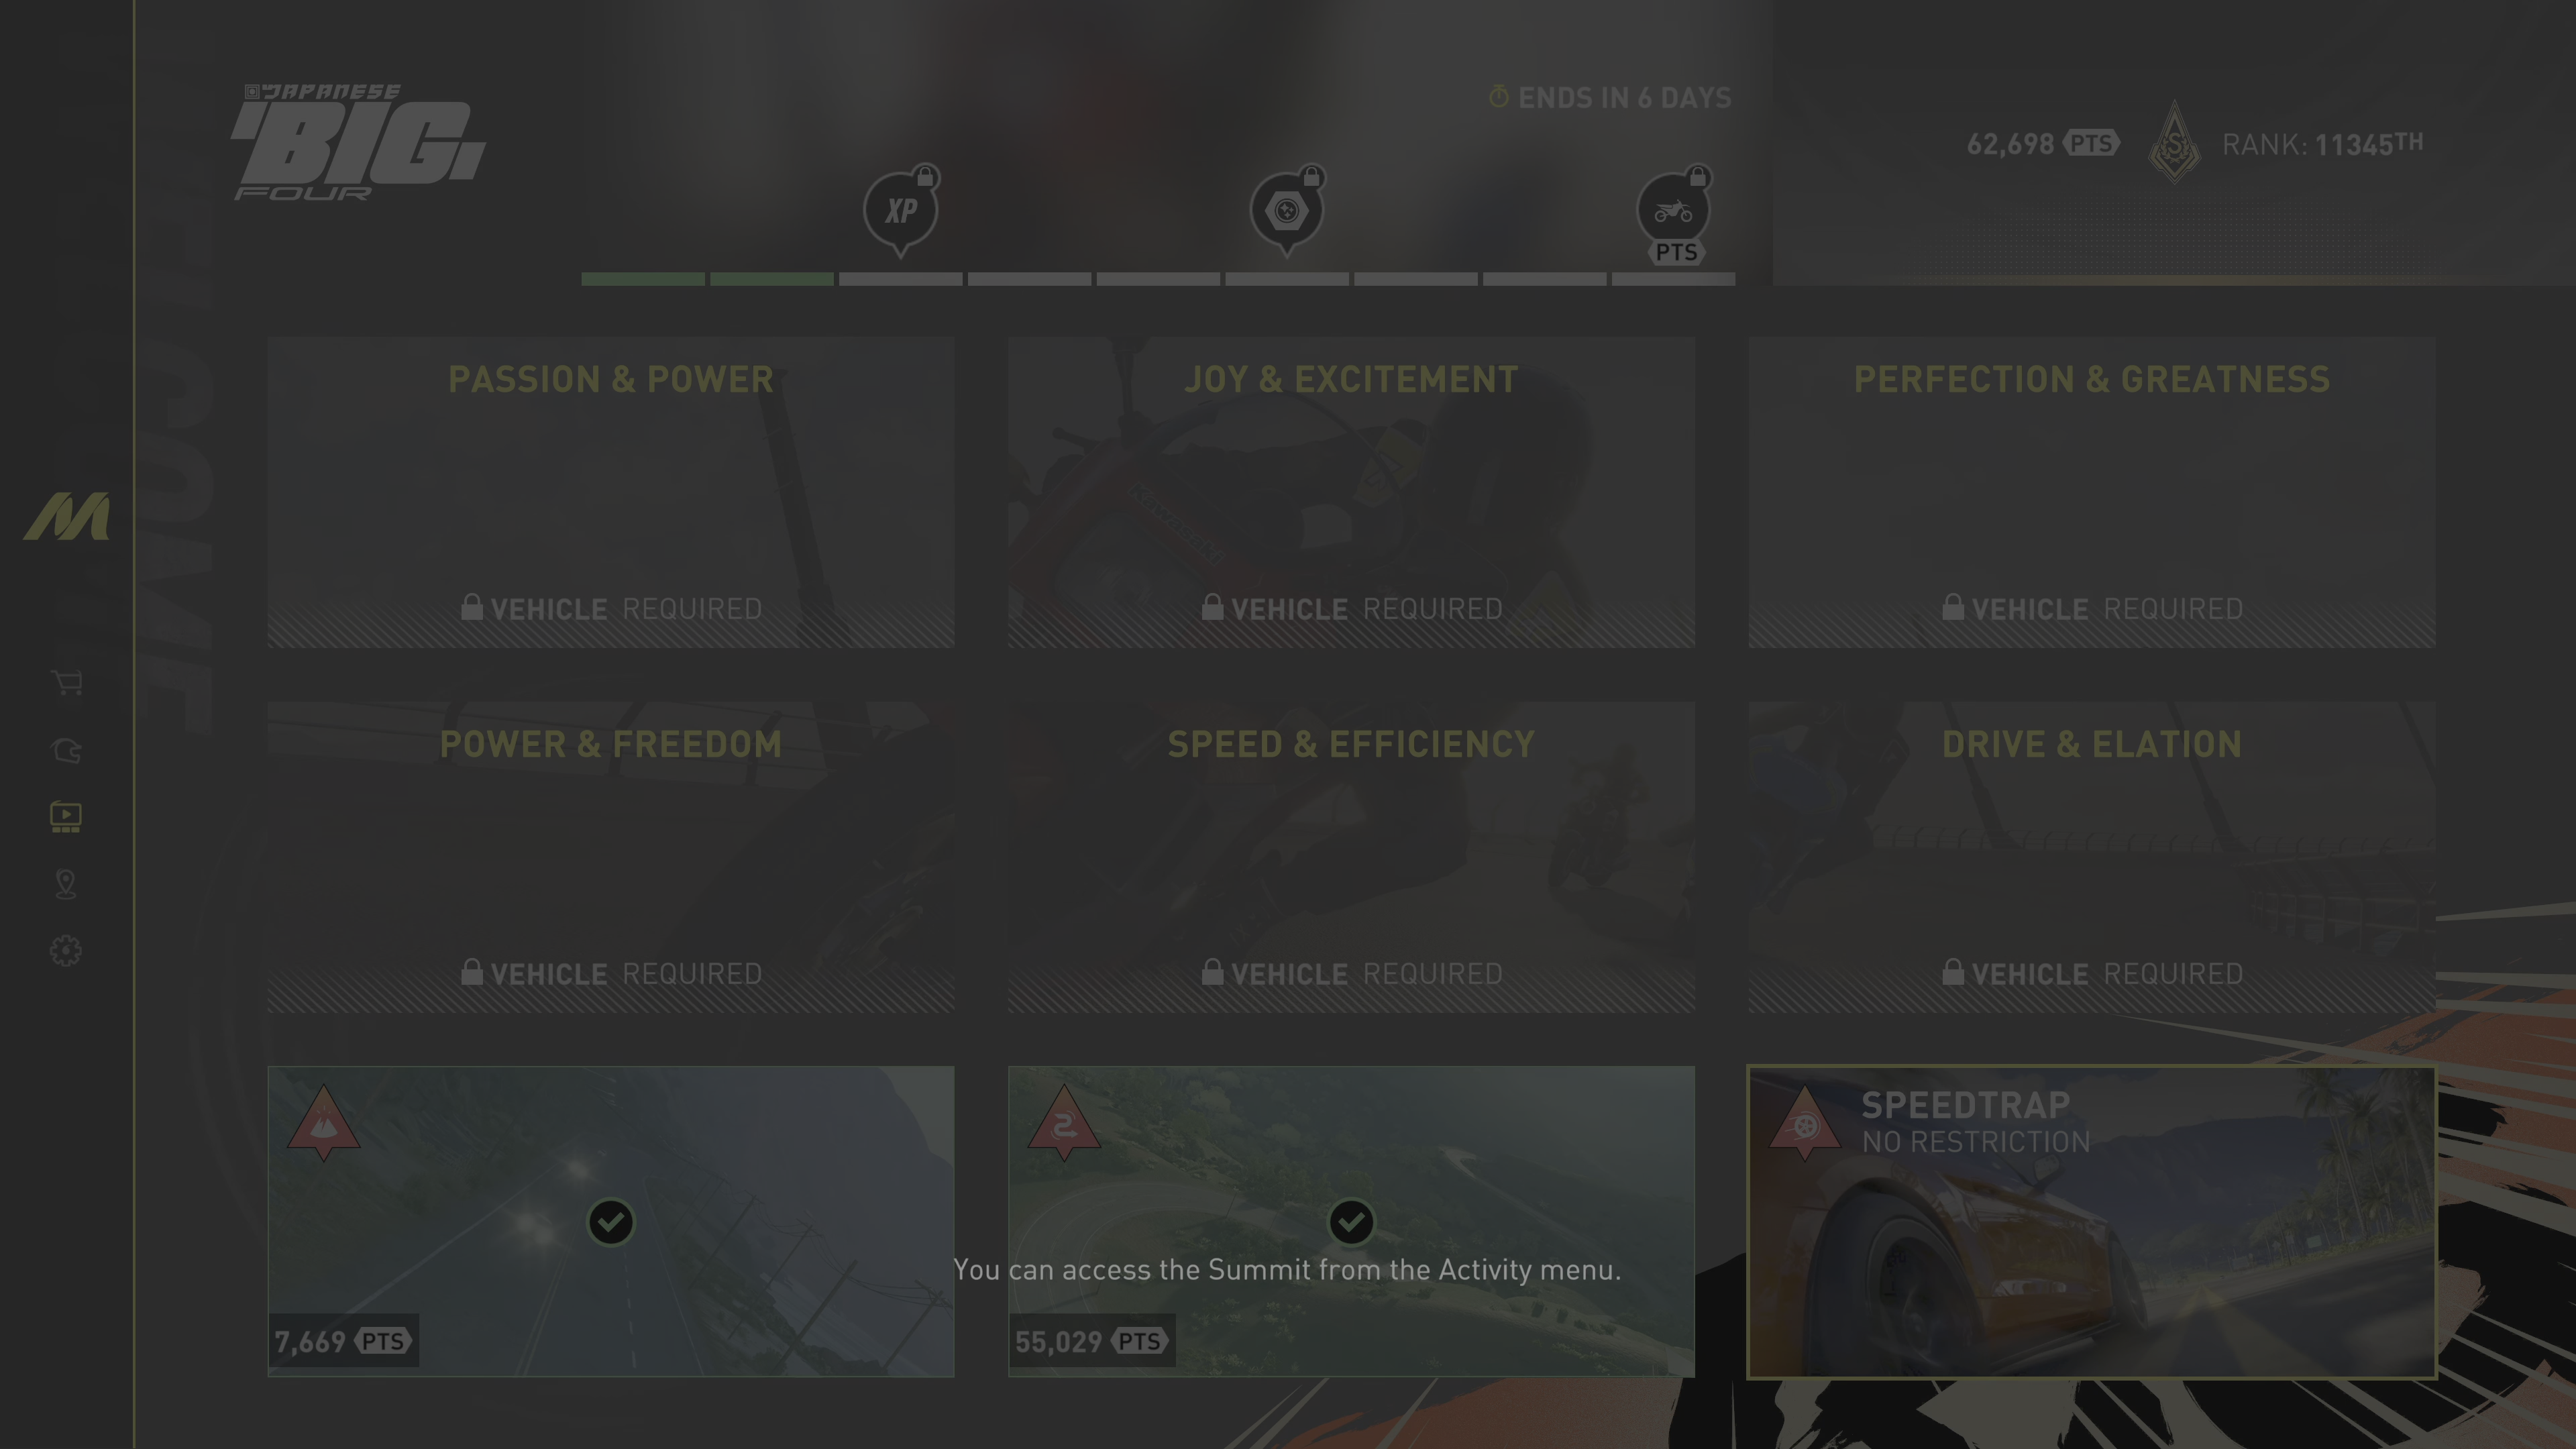 JAPANESE
BIG.
FOUR
ENDS IN 6 DAYS
62,698 PTS
S
RANK: 11345TH
XP
PTS
WELCOME
PASSION & POWER
VEHICLE REQUIRED
JOY & EXCITEMENT
Kawasaki
VEHICLE REQUIRED
PERFECTION & GREATNESS
VEHICLE REQUIRED
POWER & FREEDOM
VEHICLE REQUIRED
SPEED & EFFICIENCY
VEHICLE REQUIRED
DRIVE & ELATION
VEHICLE REQUIRED
SPEEDTRAP
NO RESTRICTION
You can access the Summit from the Activity menu.
7,669 PTS
55,029 PTS